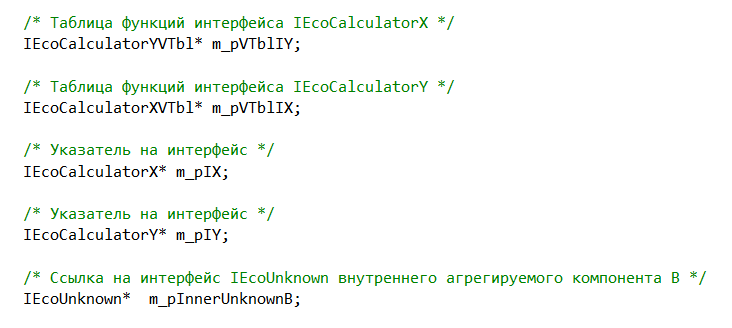 /* Таблица функций интерфейса IEcoCalculatorX */
IEcoCalculatorYVTbl* m_pVTblIY;
/* Таблица функций интерфейса IEcoCalculatorY */
IEcoCalculatorXVTbl* m_pVTblIX;
/* Указатель на интерфейс */
IEcoCalculatorX* m_pIX;
/* Указатель на интерфейс */
IEcoCalculatorY* m_pIY;
/* Ссылка на интерфейс IEcoUnknown внутреннего агрегируемого компонента B */
IEcoUnknown*  m_pInnerUnknownB;